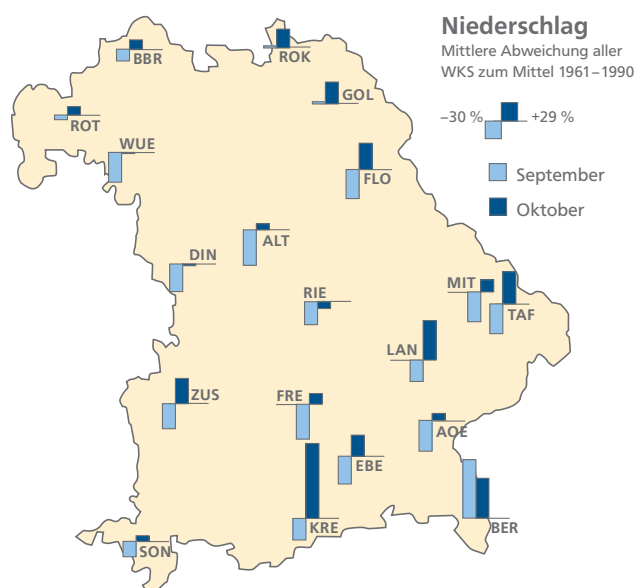 Niederschlag
Mittlere Abweichung aller
WKS zum Mittel 1961–1990
–30 % +29 %
September
Oktober
BBR
ROK
GOL
ROT
WUE
FLO
ALT
DIN
RIE
MIT
TAF
LAN
ZUS
FRE
AOE
EBE
KRE
BER
SON